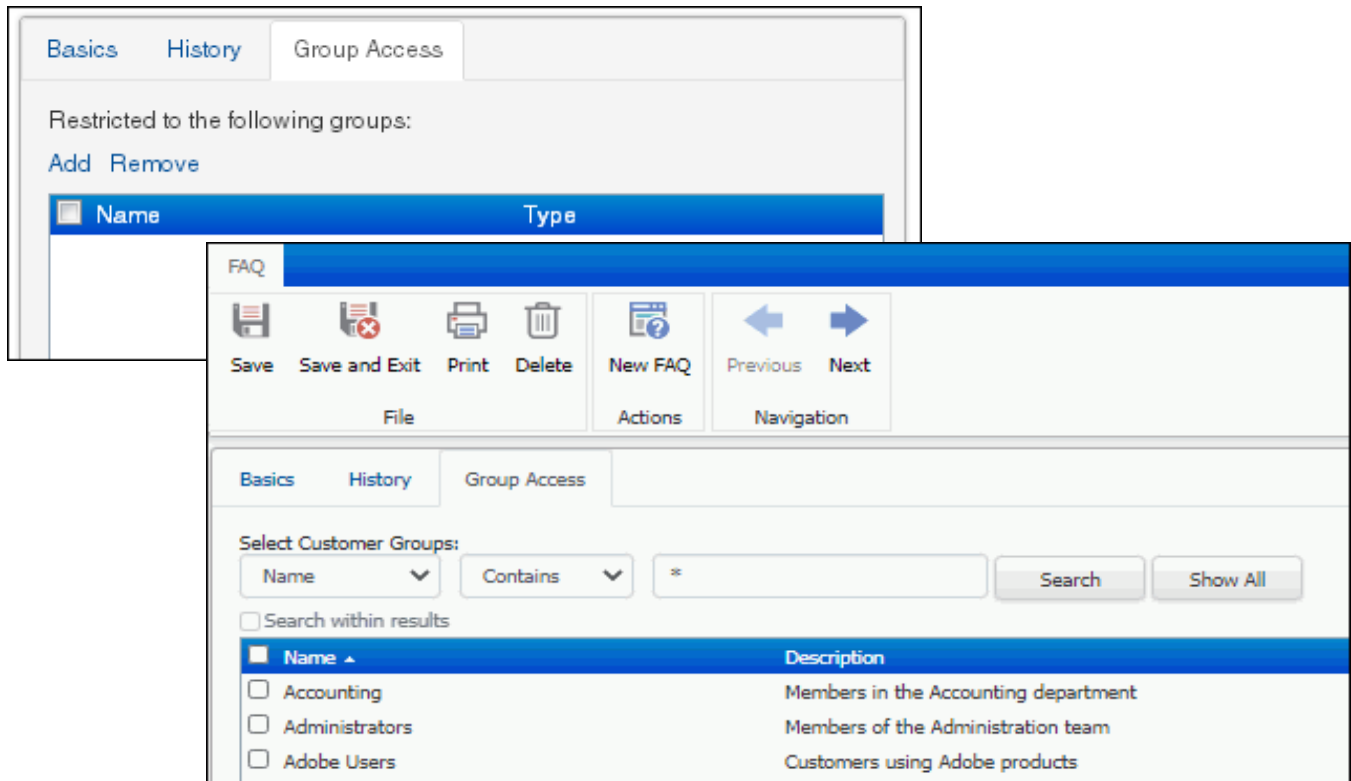 Basics History Group Access
Restricted to the following groups:
Add Remove
Name Type
FAQ
Save Save and Exit Print Delete New FAQ Previous Next
File Actions Navigation
Basics History Group Access
Select Customer Groups:
Name Contains * Search Show All
Search within results
Name Description
Accounting Members in the Accounting department
Administrators Members of the Administration team
Adobe Users Customers using Adobe products